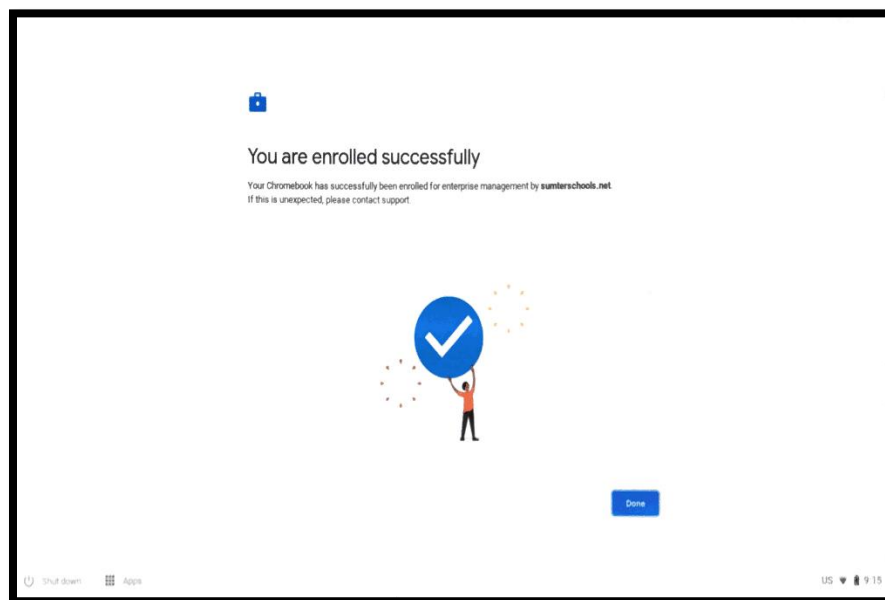 You are enrolled successfully
Your Chromebook has successfully been enrolled for enterprise management by sumterschools.net.
If this is unexpected, please contact support.
Done
Shut down Apps US 9:15